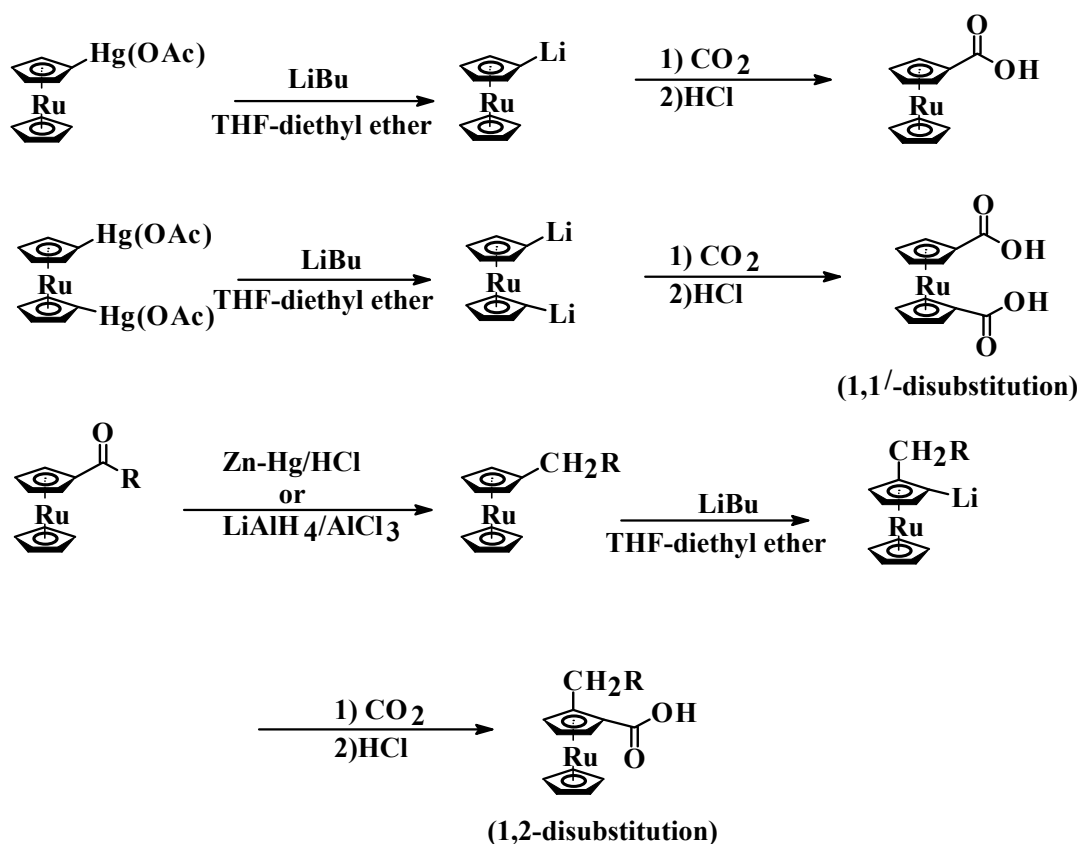 Hg(OAc)
Ru
LiBu
THF-diethyl ether
Li
Ru
1) CO2
2)HCl
O
OH
Ru
Hg(OAc)
Ru
Hg(OAc)
LiBu
THF-diethyl ether
Li
Ru
Li
1) CO2
2)HCl
O
OH
Ru
OH
O
(1,1/-disubstitution)
O
R
Ru
Zn-Hg/HCl
or
LiAlH4/AlCl3
CH2R
Ru
LiBu
THF-diethyl ether
CH2R
Li
Ru
1) CO2
2)HCl
CH2R
OH
O
Ru
(1,2-disubstitution)